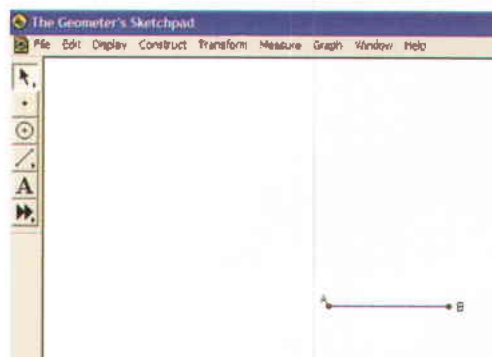 The Geometer's Sketchpad
File Edit Display Construct Transform Measure Graph Window Help
A
A B